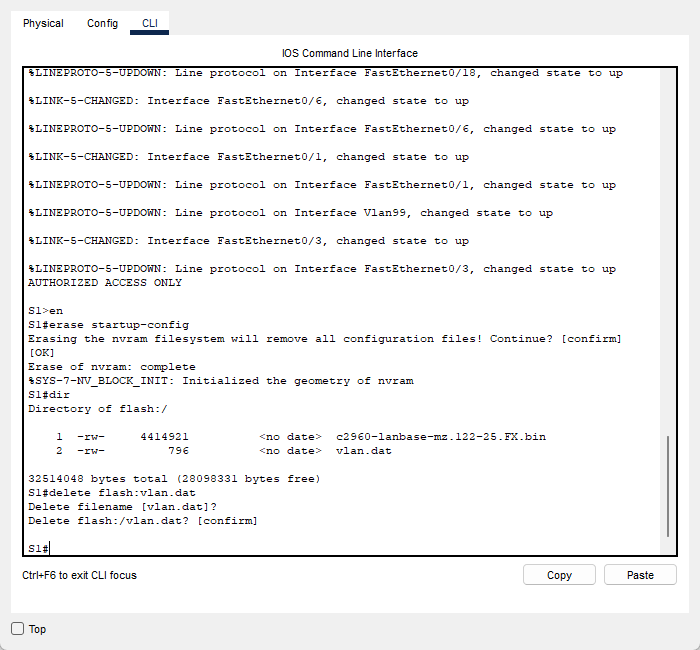 Physical Config CLI
IOS Command Line Interface
%LINEPROTO-5-UPDOWN: Line protocol on Interface FastEthernet0/18, changed state to up
%LINK-5-CHANGED: Interface FastEthernet0/6, changed state to up
%LINEPROTO-5-UPDOWN: Line protocol on Interface FastEthernet0/6, changed state to up
%LINK-5-CHANGED: Interface FastEthernet0/1, changed state to up
%LINEPROTO-5-UPDOWN: Line protocol on Interface FastEthernet0/1, changed state to up
%LINEPROTO-5-UPDOWN: Line protocol on Interface Vlan99, changed state to up
%LINK-5-CHANGED: Interface FastEthernet0/3, changed state to up
%LINEPROTO-5-UPDOWN: Line protocol on Interface FastEthernet0/3, changed state to up
AUTHORIZED ACCESS ONLY
S1>en
S1#erase startup-config
Erasing the nvram filesystem will remove all configuration files! Continue? [confirm]
[OK]
Erase of nvram: complete
%SYS-7-NV_BLOCK_INIT: Initialized the geometry of nvram
S1#dir
Directory of flash:/
1 -rw- 4414921 <no date> c2960-lanbase-mz.122-25.FX.bin
2 -rw- 796 <no date> vlan.dat
32514048 bytes total (28098331 bytes free)
S1#delete flash:vlan.dat
Delete filename [vlan.dat]?
Delete flash:/vlan.dat? [confirm]
S1#
Ctrl+F6 to exit CLI focus
Copy Paste
Top